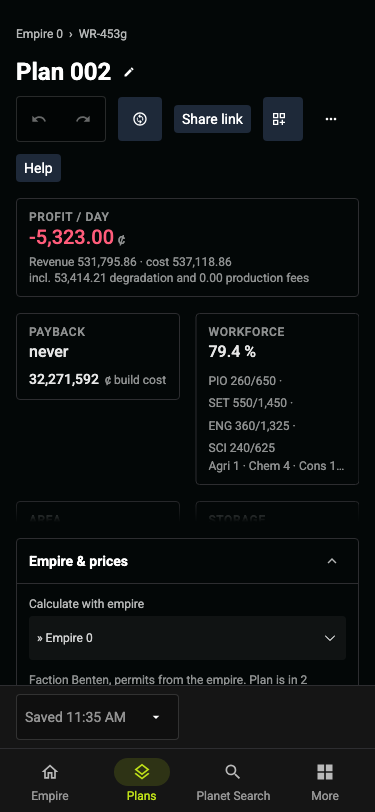 Empire 0 › WR-453g
Plan 002
Share link
Help
PROFIT / DAY
-5,323.00 ¢
Revenue 531,795.86 · cost 537,118.86
incl. 53,414.21 degradation and 0.00 production fees
PAYBACK
never
32,271,592 ¢ build cost
WORKFORCE
79.4 %
PIO 260/650 ·
SET 550/1,450 ·
ENG 360/1,325 ·
SCI 240/625
Agri 1 · Chem 4 · Cons 1...
AREA
STORAGE
Empire & prices
Calculate with empire
» Empire 0
Faction Benten, permits from the empire. Plan is in 2
Saved 11:35 AM
Empire
Plans
Planet Search
More